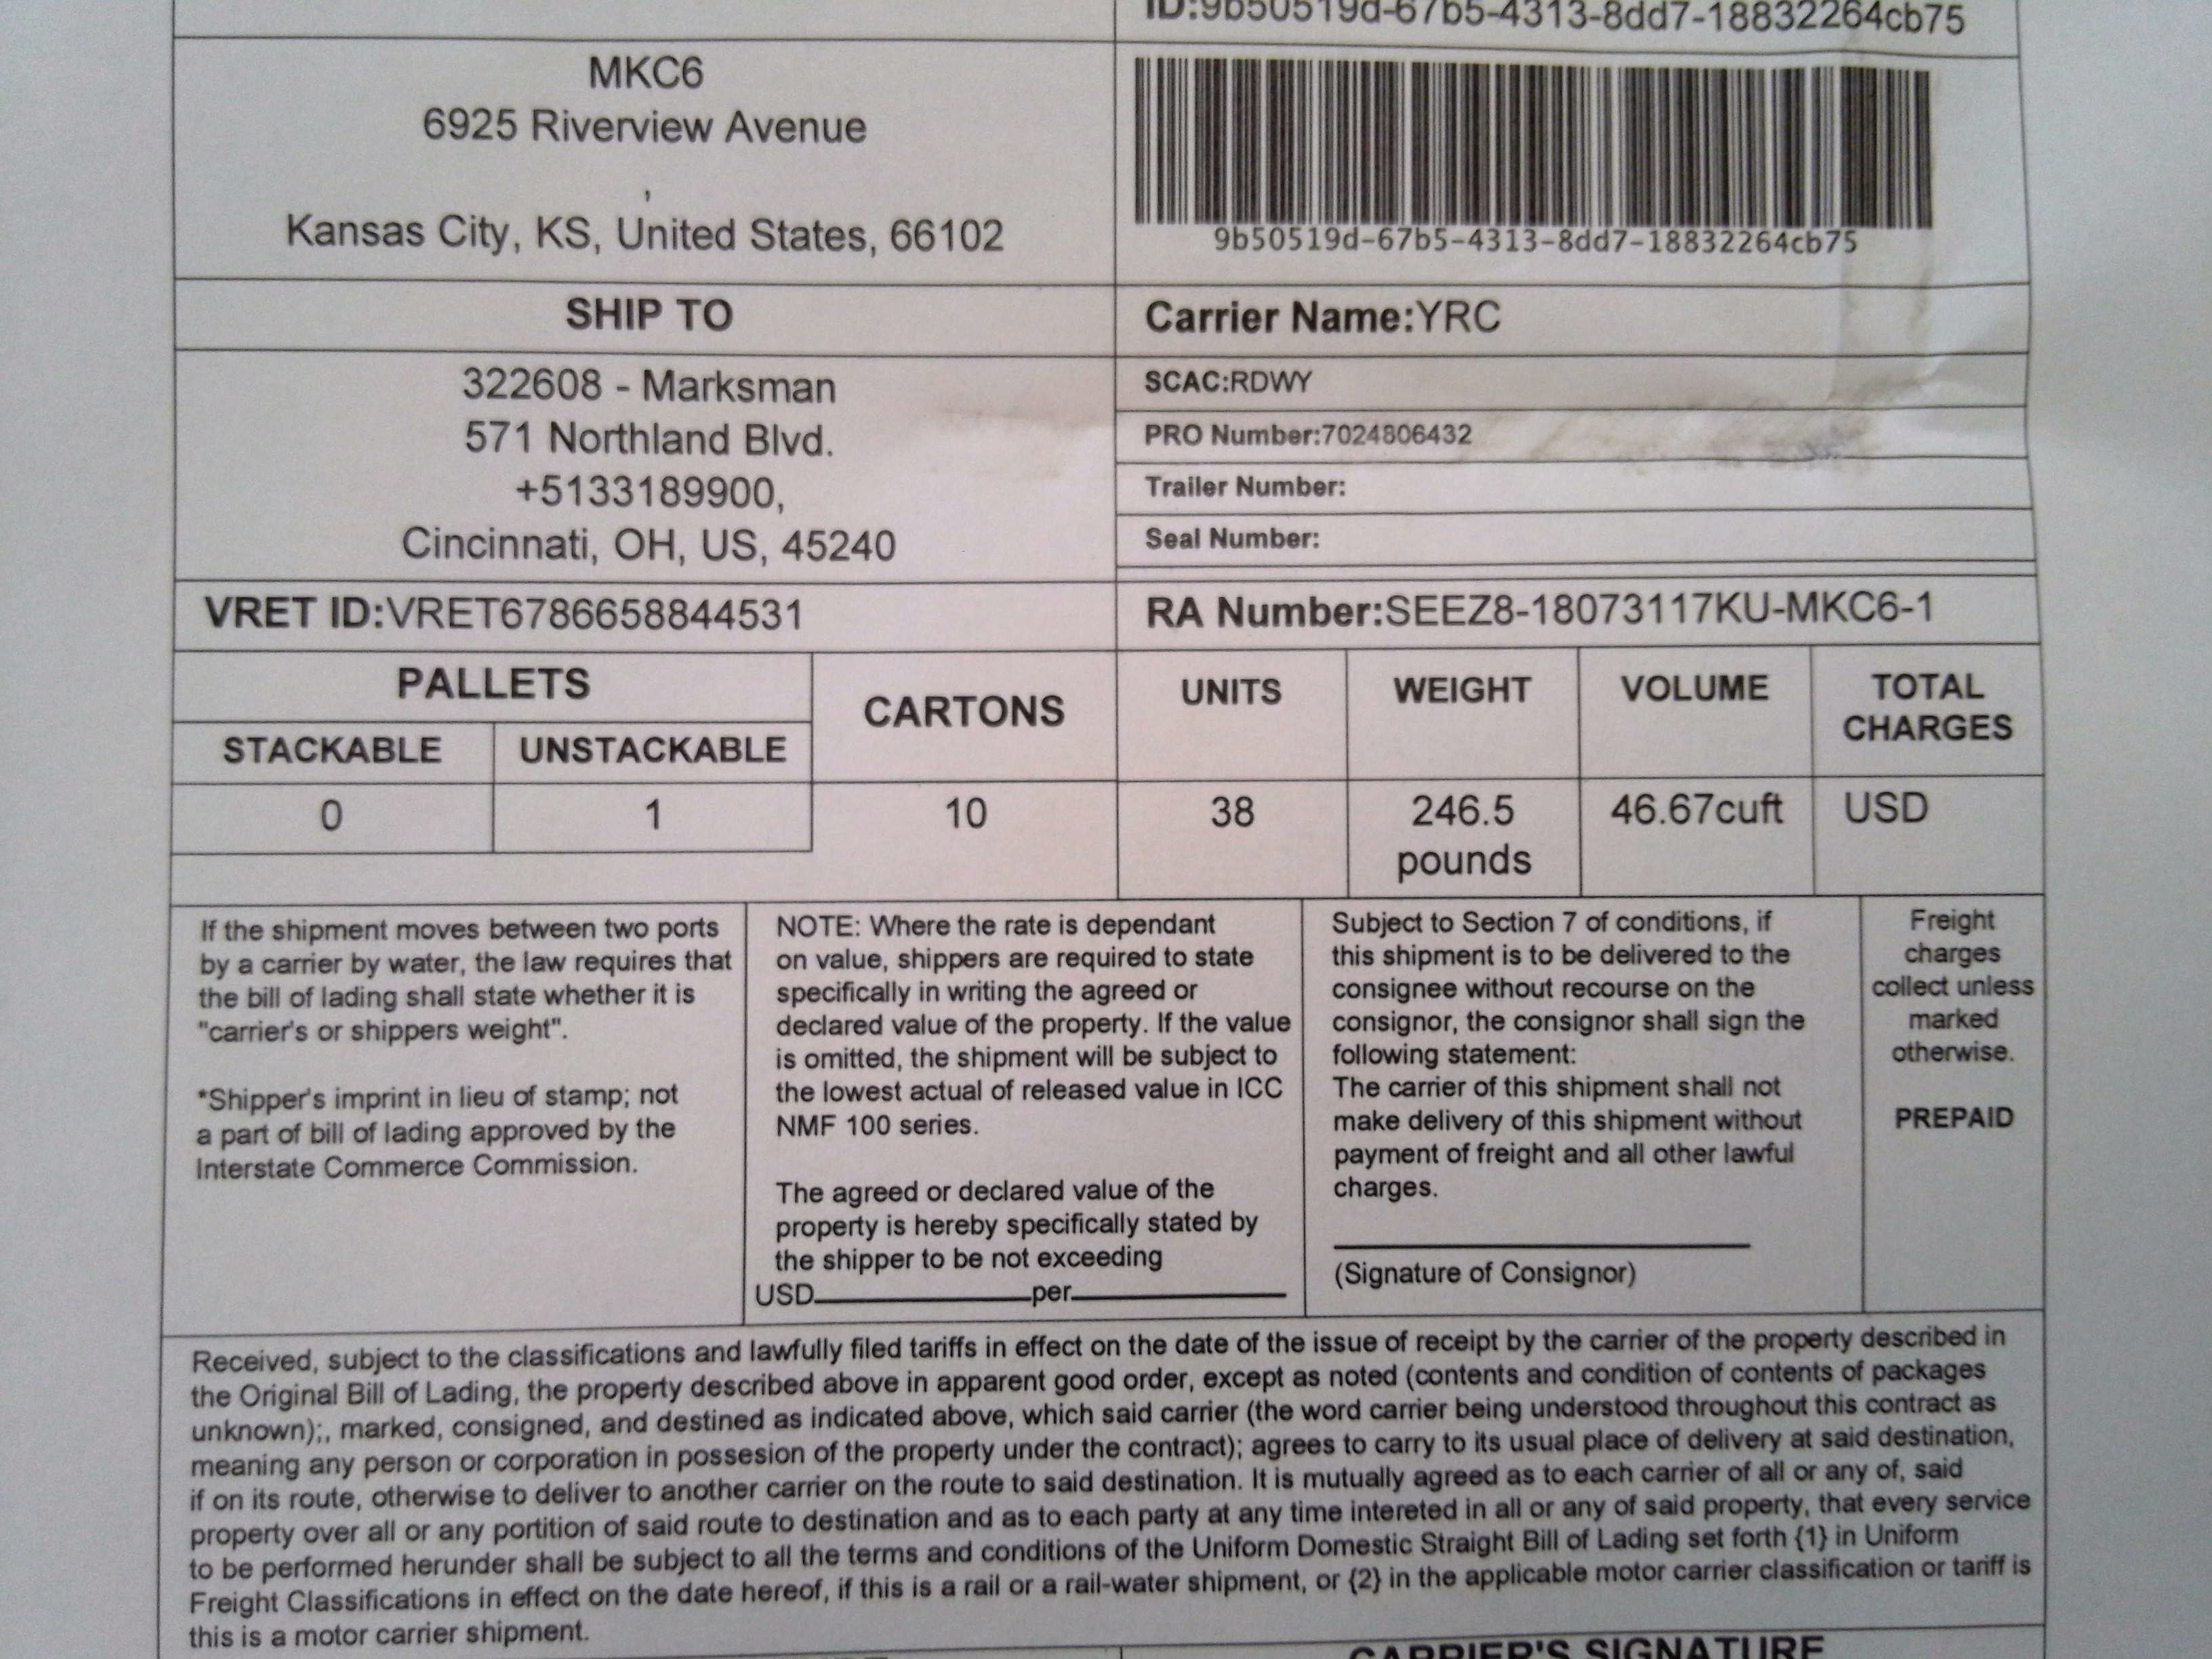 ID:9b50519d-67b5-4313-8dd7-18832264cb75
MKC6
6925 Riverview Avenue
,
Kansas City, KS, United States, 66102
9b50519d-67b5-4313-8dd7-18832264cb75
SHIP TO
Carrier Name:YRC
322608 - Marksman
571 Northland Blvd.
+5133189900,
Cincinnati, OH, US, 45240
SCAC:RDWY
PRO Number:7024806432
Trailer Number:
Seal Number:
VRET ID:VRET6786658844531
RA Number:SEEZ8-18073117KU-MKC6-1
PALLETS
STACKABLE
UNSTACKABLE
CARTONS
UNITS
WEIGHT
VOLUME
TOTAL
CHARGES
0
1
10
38
246.5
pounds
46.67cuft
USD
If the shipment moves between two ports
by a carrier by water, the law requires that
the bill of lading shall state whether it is
"carrier's or shippers weight".
*Shipper's imprint in lieu of stamp; not
a part of bill of lading approved by the
Interstate Commerce Commission.
NOTE: Where the rate is dependant
on value, shippers are required to state
specifically in writing the agreed or
declared value of the property. If the value
is omitted, the shipment will be subject to
the lowest actual of released value in ICC
NMF 100 series.
The agreed or declared value of the
property is hereby specifically stated by
the shipper to be not exceeding
USD____________per____________
Subject to Section 7 of conditions, if
this shipment is to be delivered to the
consignee without recourse on the
consignor, the consignor shall sign the
following statement:
The carrier of this shipment shall not
make delivery of this shipment without
payment of freight and all other lawful
charges.
(Signature of Consignor)
Freight
charges
collect unless
marked
otherwise.
PREPAID
Received, subject to the classifications and lawfully filed tariffs in effect on the date of the issue of receipt by the carrier of the property described in
the Original Bill of Lading, the property described above in apparent good order, except as noted (contents and condition of contents of packages
unknown);, marked, consigned, and destined as indicated above, which said carrier (the word carrier being understood throughout this contract as
meaning any person or corporation in possesion of the property under the contract); agrees to carry to its usual place of delivery at said destination,
if on its route, otherwise to deliver to another carrier on the route to said destination. It is mutually agreed as to each carrier of all or any of, said
property over all or any portition of said route to destination and as to each party at any time intereted in all or any of said property, that every service
to be performed herunder shall be subject to all the terms and conditions of the Uniform Domestic Straight Bill of Lading set forth {1} in Uniform
Freight Classifications in effect on the date hereof, if this is a rail or a rail-water shipment, or {2} in the applicable motor carrier classification or tariff is
this is a motor carrier shipment.
CARRIER'S SIGNATURE